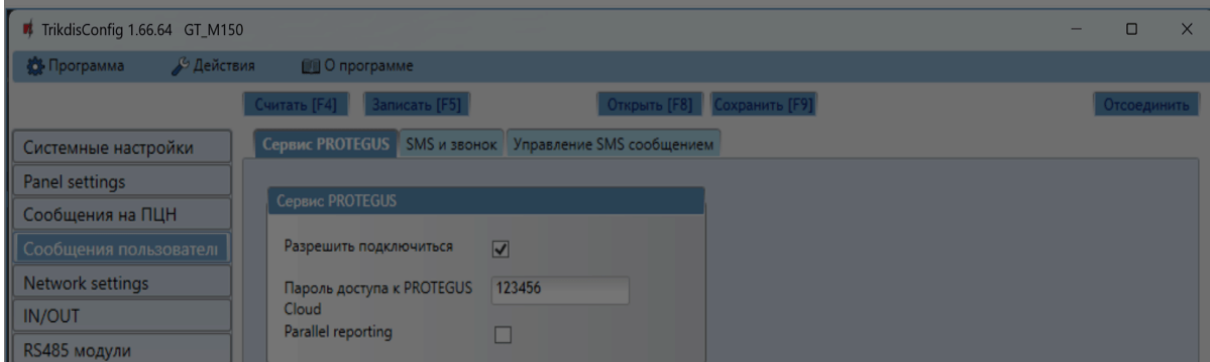 TrikdisConfig 1.66.64 GT_M150
Программа Действия О программе
Считать [F4] Записать [F5] Открыть [F8] Сохранить [F9] Отсоединить
Системные настройки
Panel settings
Сообщения на ПЦН
Сообщения пользовател
Network settings
IN/OUT
RS485 модули
Сервис PROTEGUS SMS и звонок Управление SMS сообщением
Сервис PROTEGUS
Разрешить подключиться
Пароль доступа к PROTEGUS 123456
Cloud
Parallel reporting